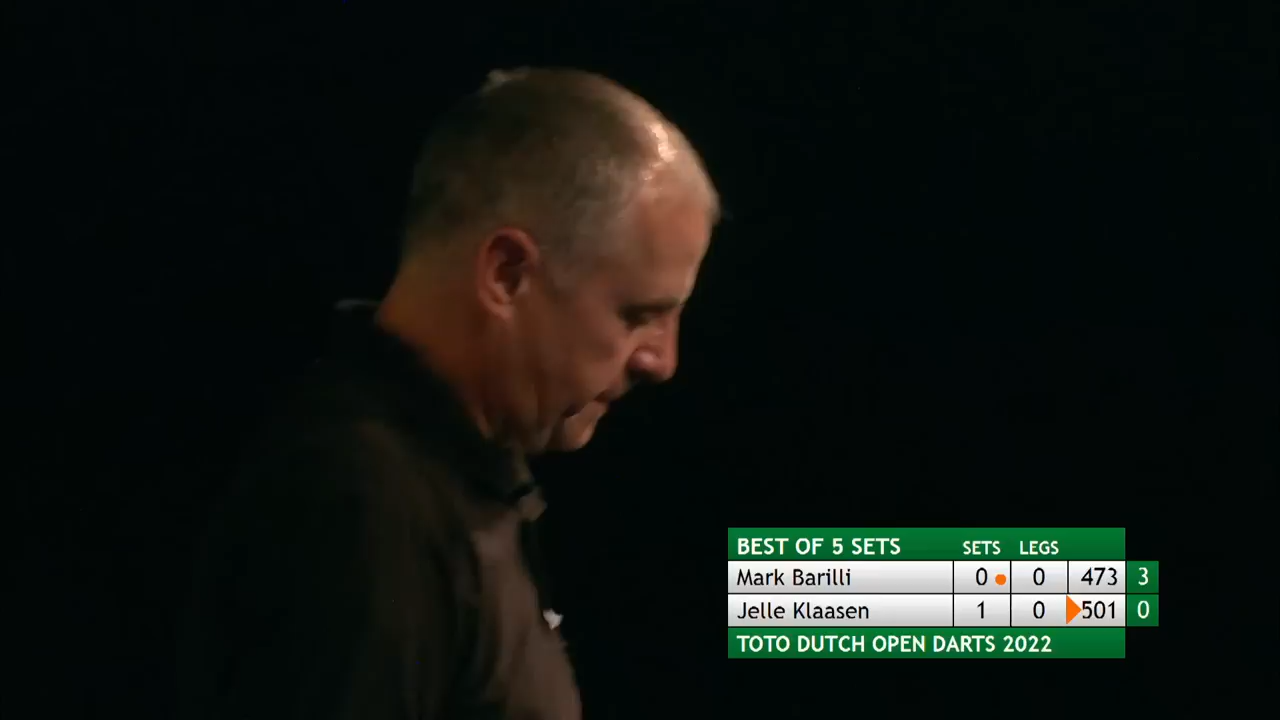 BEST OF 5 SETS SETS LEGS
Mark Barilli 0 0 473 3
Jelle Klaasen 1 0 501 0
TOTO DUTCH OPEN DARTS 2022